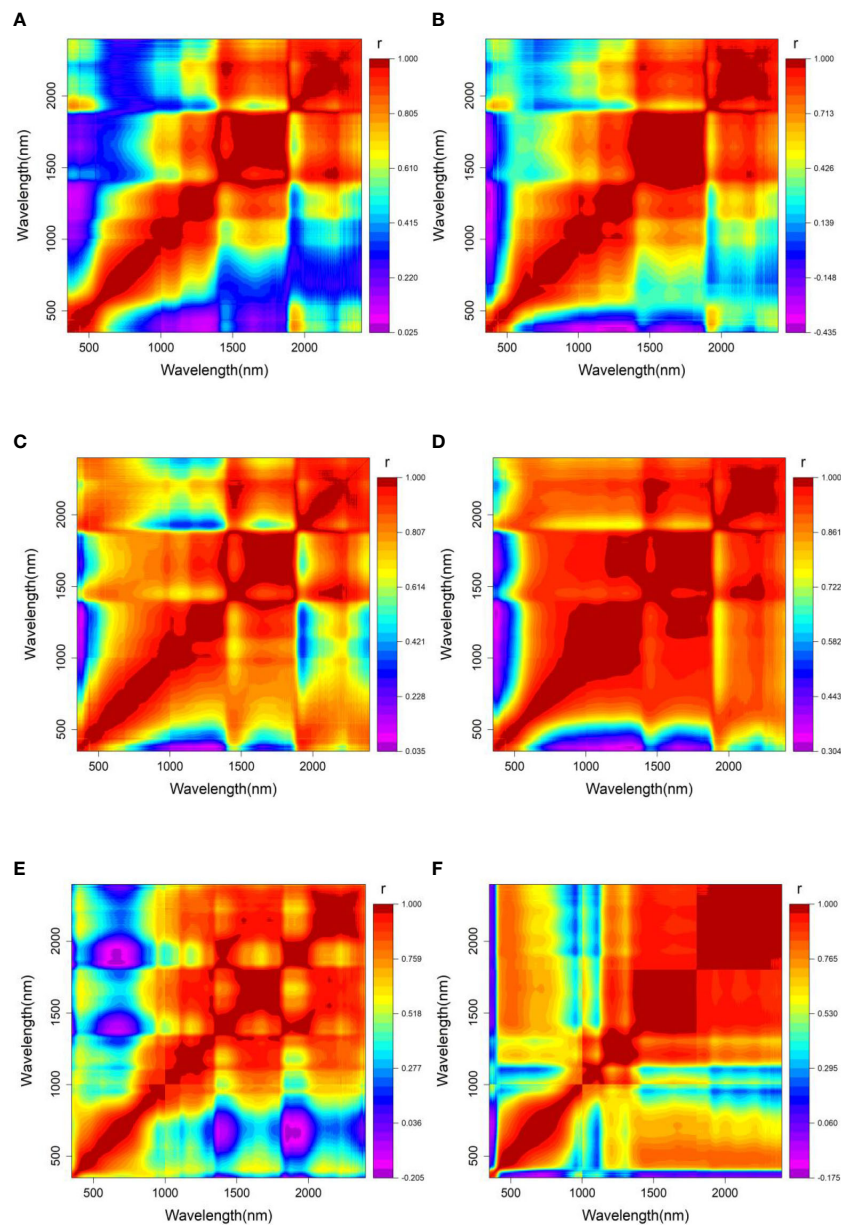 A
B
r
r
1.000
0.805
0.610
0.415
0.220
0.025
1.000
0.713
0.426
0.139
-0.148
-0.435
Wavelength(nm)
2000
1500
1000
500
Wavelength(nm)
2000
1500
1000
500
500 1000 1500 2000
500 1000 1500 2000
Wavelength(nm)
Wavelength(nm)
C
D
r
r
1.000
0.807
0.614
0.421
0.228
0.035
1.000
0.861
0.722
0.582
0.443
0.304
Wavelength(nm)
2000
1500
1000
500
Wavelength(nm)
2000
1500
1000
500
500 1000 1500 2000
500 1000 1500 2000
Wavelength(nm)
Wavelength(nm)
E
F
r
r
1.000
0.759
0.518
0.277
0.036
-0.205
1.000
0.765
0.530
0.295
0.060
-0.175
Wavelength(nm)
2000
1500
1000
500
Wavelength(nm)
2000
1500
1000
500
500 1000 1500 2000
500 1000 1500 2000
Wavelength(nm)
Wavelength(nm)